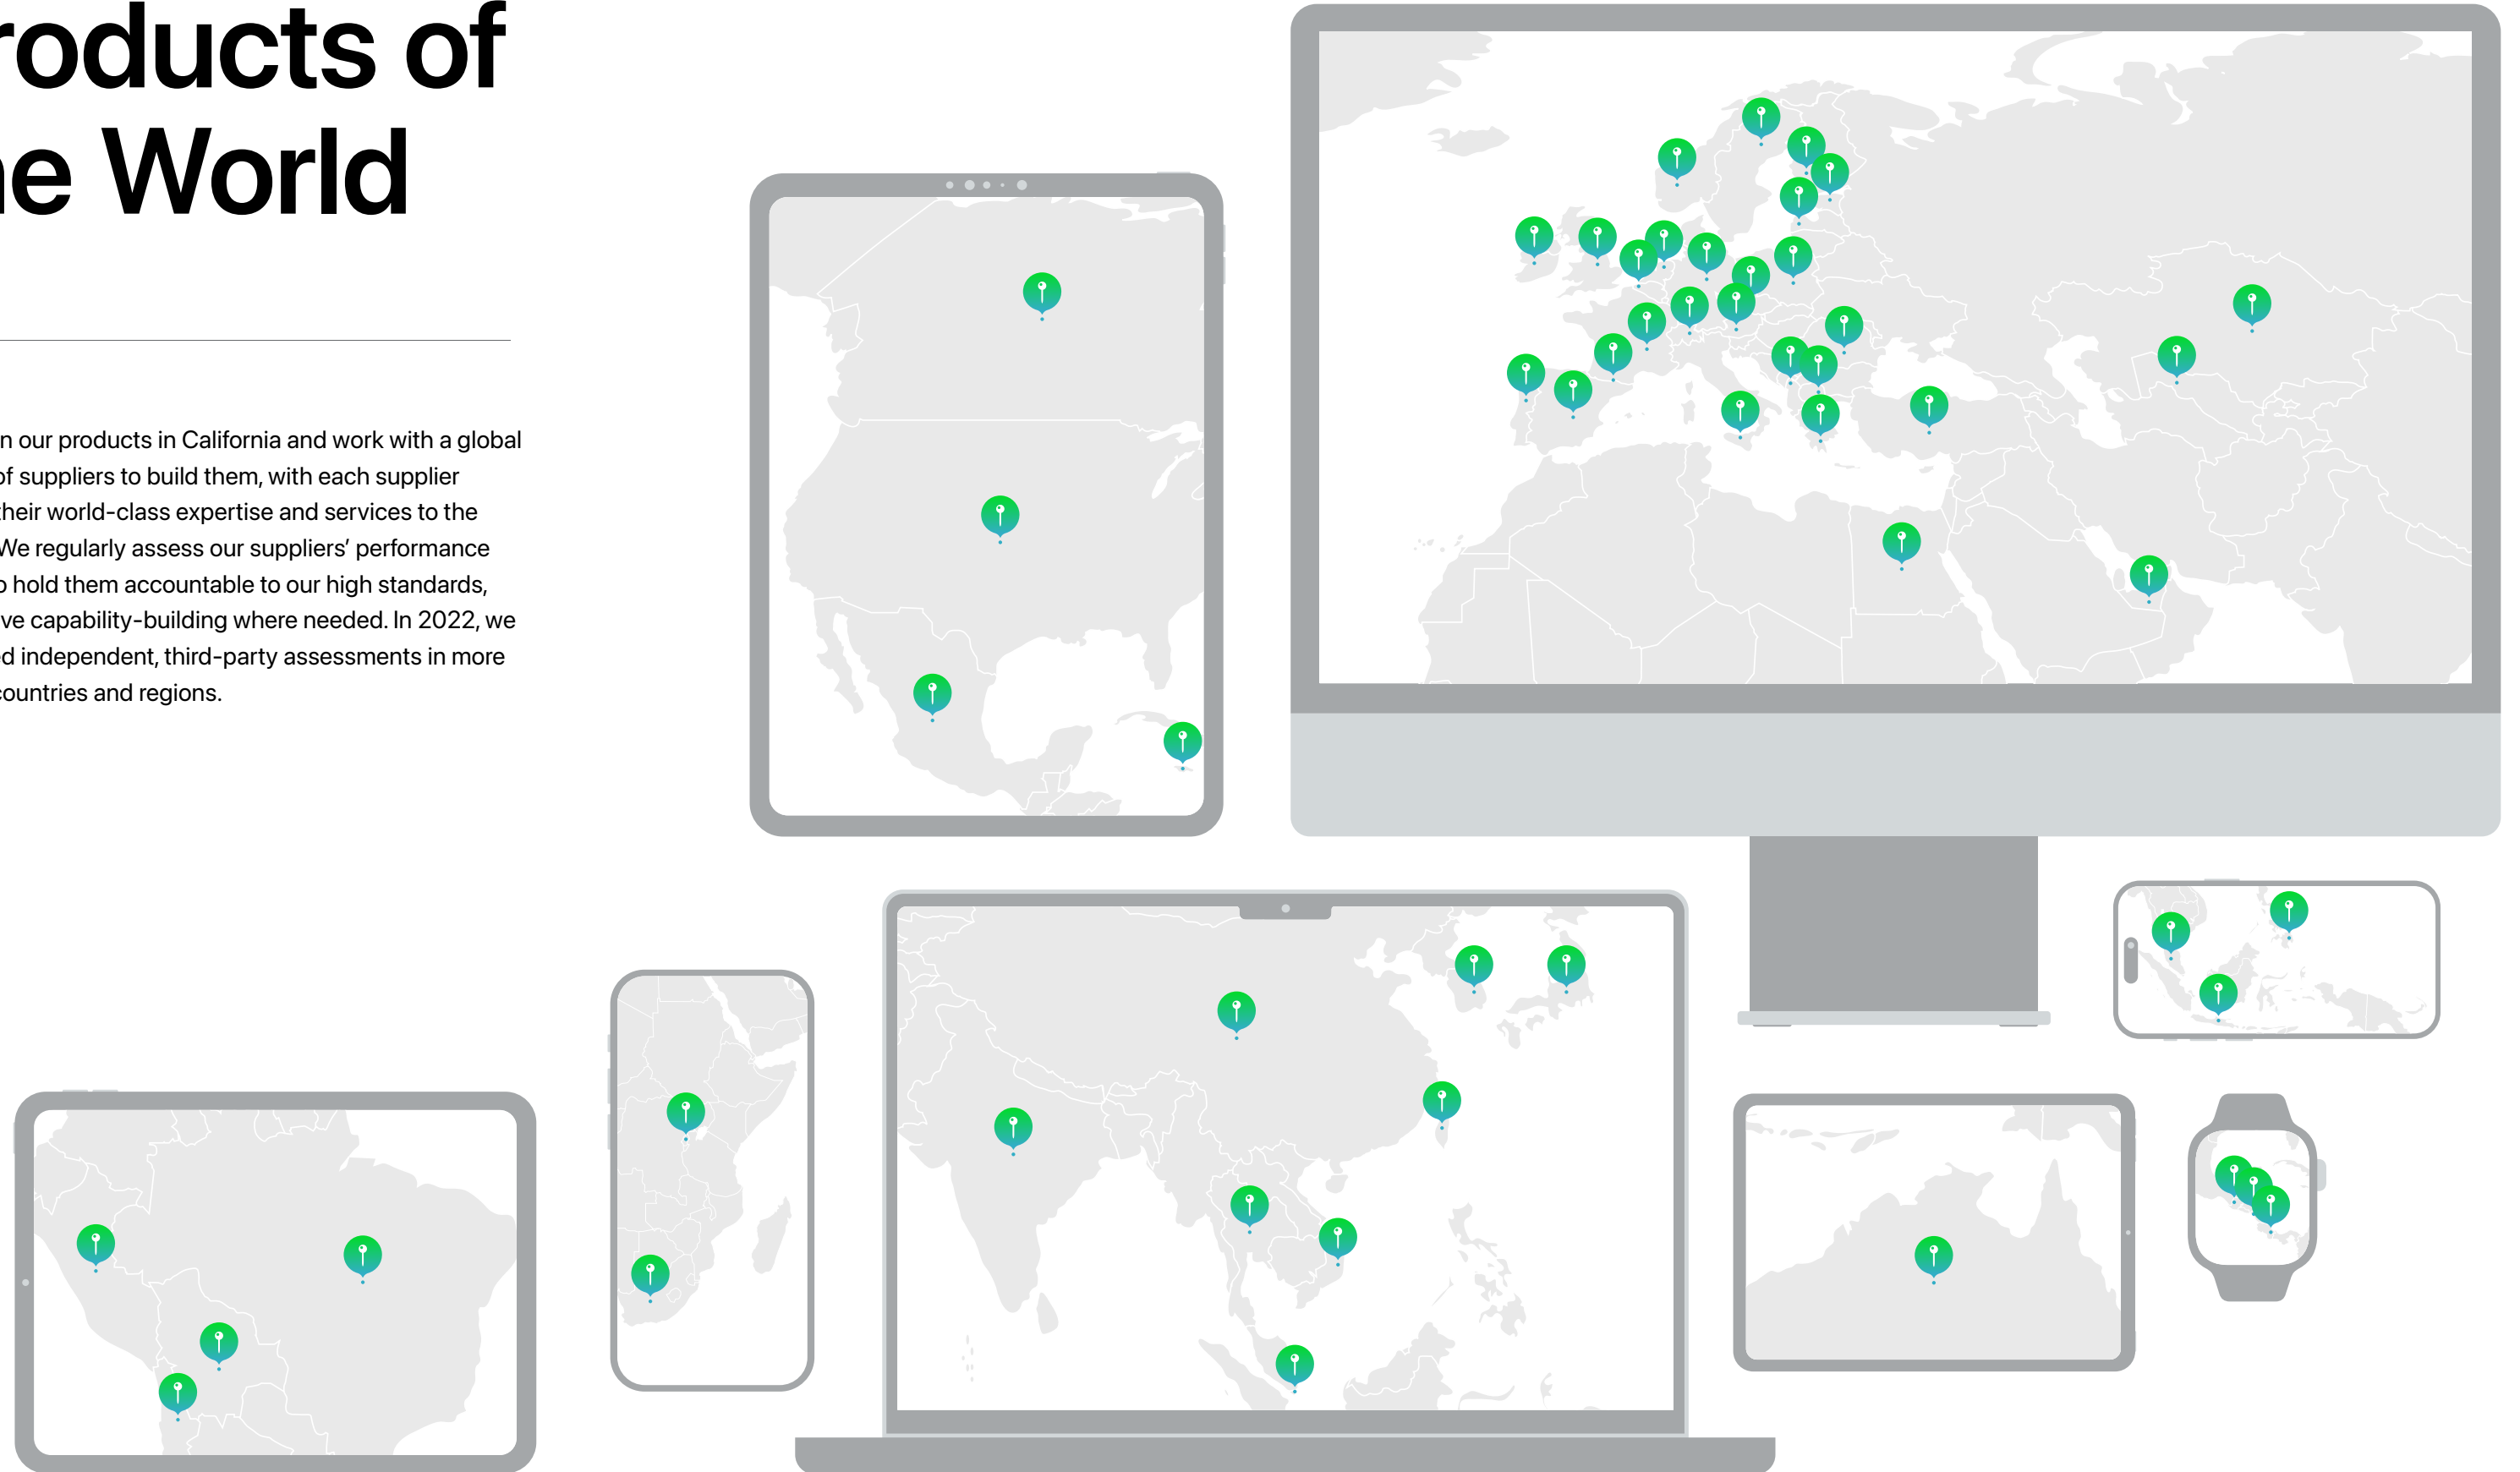 roducts of
e World
n our products in California and work with a global
of suppliers to build them, with each supplier
their world-class expertise and services to the
We regularly assess our suppliers’ performance
o hold them accountable to our high standards,
ve capability-building where needed. In 2022, we
d independent, third-party assessments in more
countries and regions.